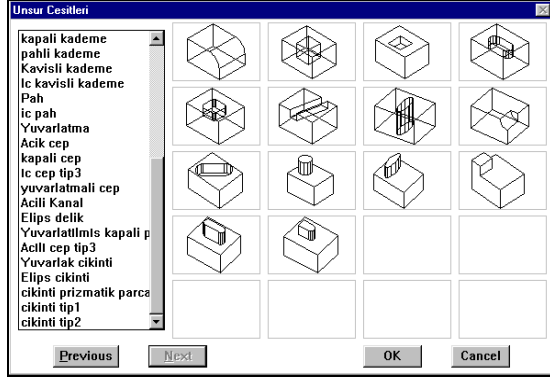 Unsur Cesitleri
kapali kademe
pahli kademe
Kavisli kademe
Ic kavisli kademe
Pah
ic pah
Yuvarlatma
Acik cep
kapali cep
Ic cep tip3
yuvarlatmali cep
Acili Kanal
Elips delik
Yuvarlatilmis kapali p
Acili cep tip3
Yuvarlak cikinti
Elips cikinti
cikinti prizmatik parca
cikinti tip1
cikinti tip2
Previous
Next
OK
Cancel